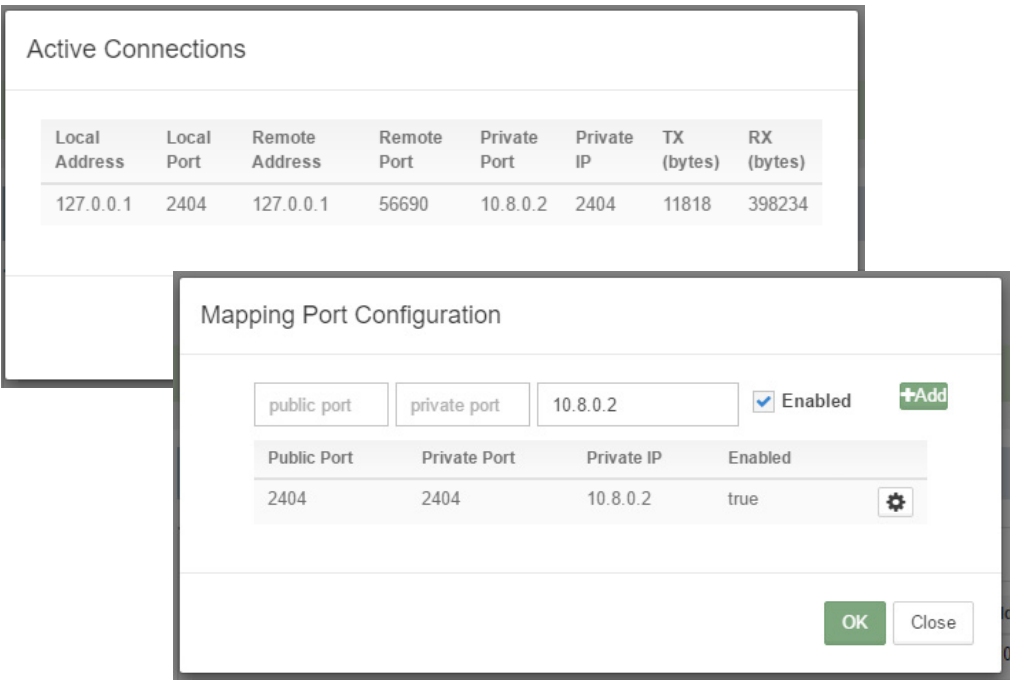 Active Connections
Local Address Local Port Remote Address Remote Port Private Port Private IP TX (bytes) RX (bytes)
127.0.0.1 2404 127.0.0.1 56690 10.8.0.2 2404 11818 398234
Mapping Port Configuration
public port private port 10.8.0.2 Enabled +Add
Public Port Private Port Private IP Enabled
2404 2404 10.8.0.2 true
OK Close